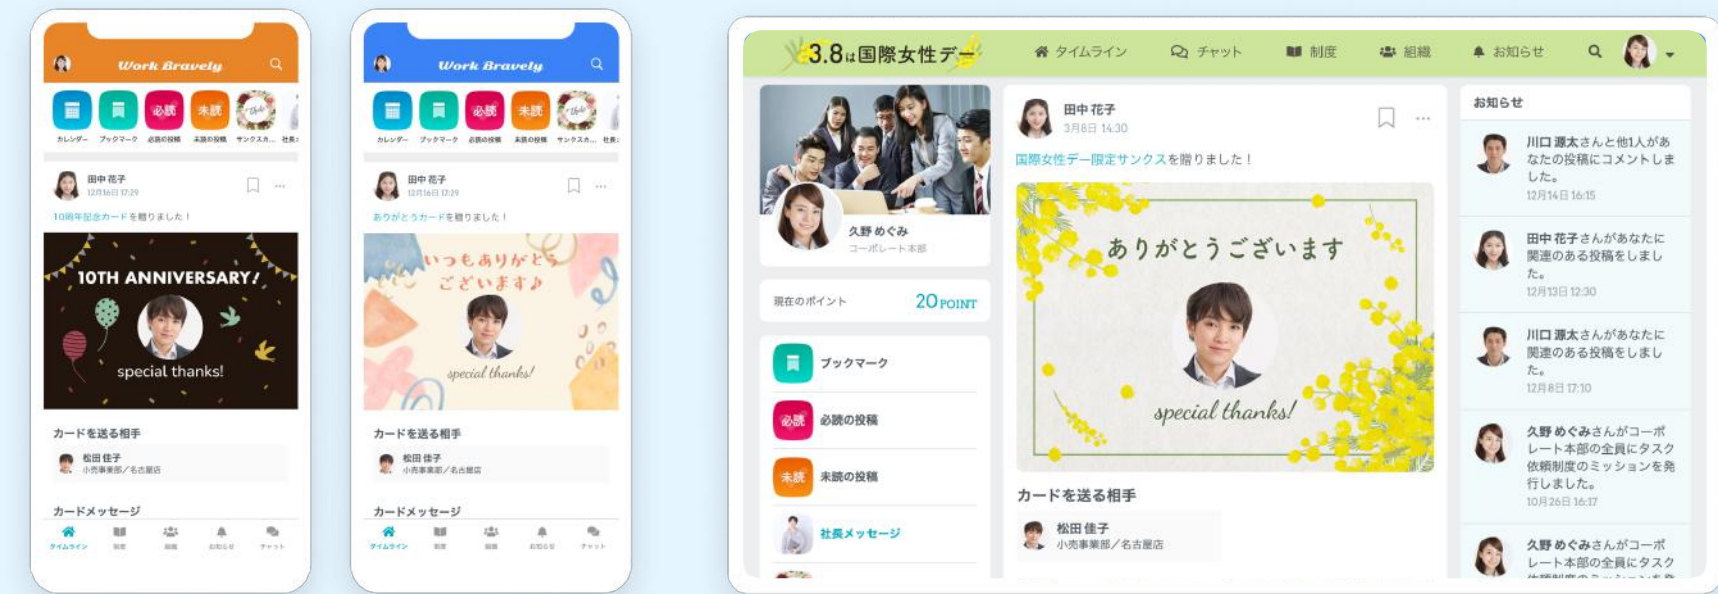 Work Bravely
必読
未読
カレンダー
ブックマーク
必読の投稿
未読の投稿
サンクスカ...
田中 花子
12月16日 17:29
10周年記念カードを贈りました！
10TH ANNIVERSARY!
special thanks!
カードを送る相手
松田 佳子
小売事業部／名古屋店
カードメッセージ
タイムライン
制度
組織
お知らせ
チャット
Work Bravely
必読
未読
カレンダー
ブックマーク
必読の投稿
未読の投稿
サンクスカ...
田中 花子
12月16日 17:29
ありがとうカードを贈りました！
いつもありがとう
ございます♪
special thanks!
カードを送る相手
松田 佳子
小売事業部／名古屋店
カードメッセージ
タイムライン
制度
組織
お知らせ
チャット
3.8は国際女性デー
タイムライン
チャット
制度
組織
お知らせ
久野 めぐみ
コーポレート本部
現在のポイント
20 POINT
ブックマーク
必読
必読の投稿
未読
未読の投稿
社長メッセージ
田中 花子
3月8日 14:30
国際女性デー限定サンクスを贈りました！
ありがとうございます
special thanks!
カードを送る相手
松田 佳子
小売事業部／名古屋店
お知らせ
川口 源太さんと他1人があ
なたの投稿にコメントしま
した。
12月14日 16:15
田中 花子さんがあなたに
関連のある投稿をしまし
た。
12月13日 12:30
川口 源太さんがあなたに
関連のある投稿をしまし
た。
12月8日 17:10
久野 めぐみさんがコーポ
レート本部の全員にタスク
依頼制度のミッションを発
行しました。
10月26日 16:17
久野 めぐみさんがコーポ
レート本部の全員にタスク